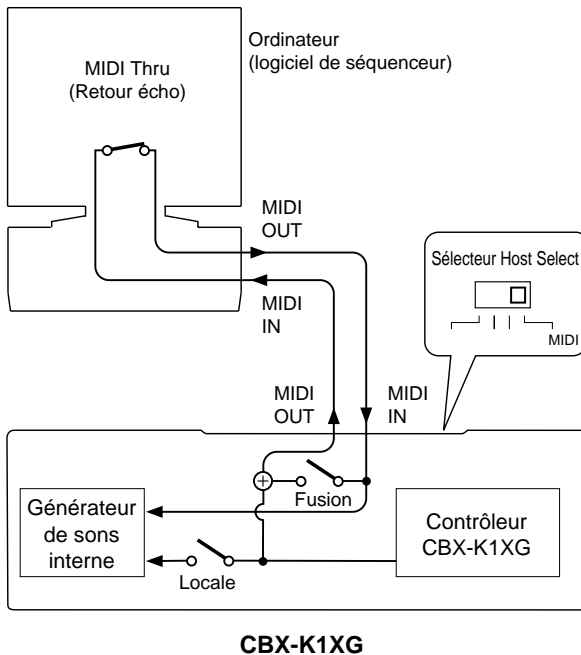 Ordinateur
(logiciel de séquenceur)
MIDI Thru
(Retour écho)
MIDI
OUT
MIDI
IN
Sélecteur Host Select
MIDI
MIDI
OUT
MIDI
IN
Fusion
Générateur
de sons
interne
Locale
Contrôleur
CBX-K1XG
CBX-K1XG